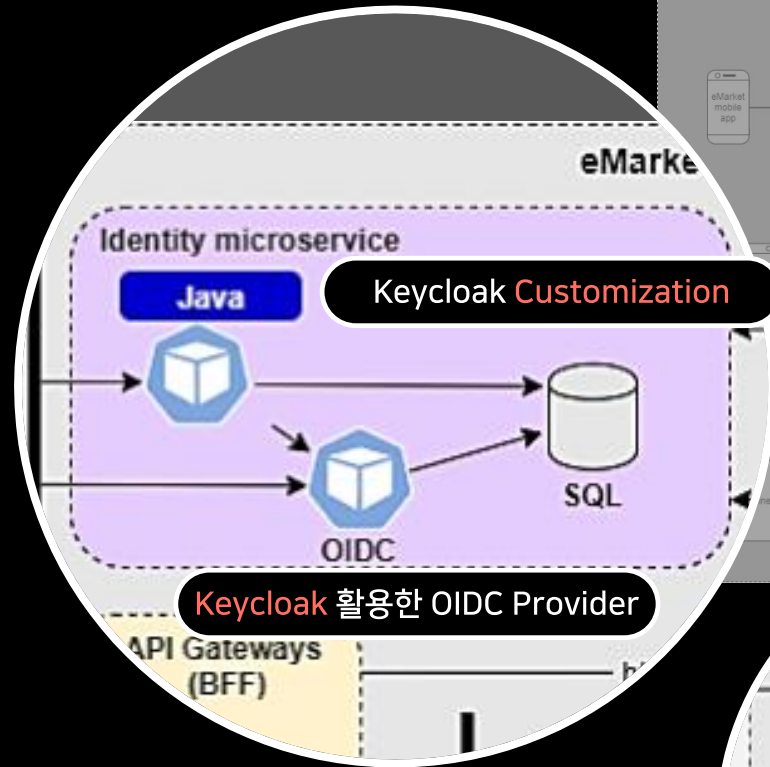 eMarket
mobile
app
eMarke
Identity microservice
Java
Keycloak Customization
SQL
OIDC
Keycloak 활용한 OIDC Provider
API Gateways
(BFF)